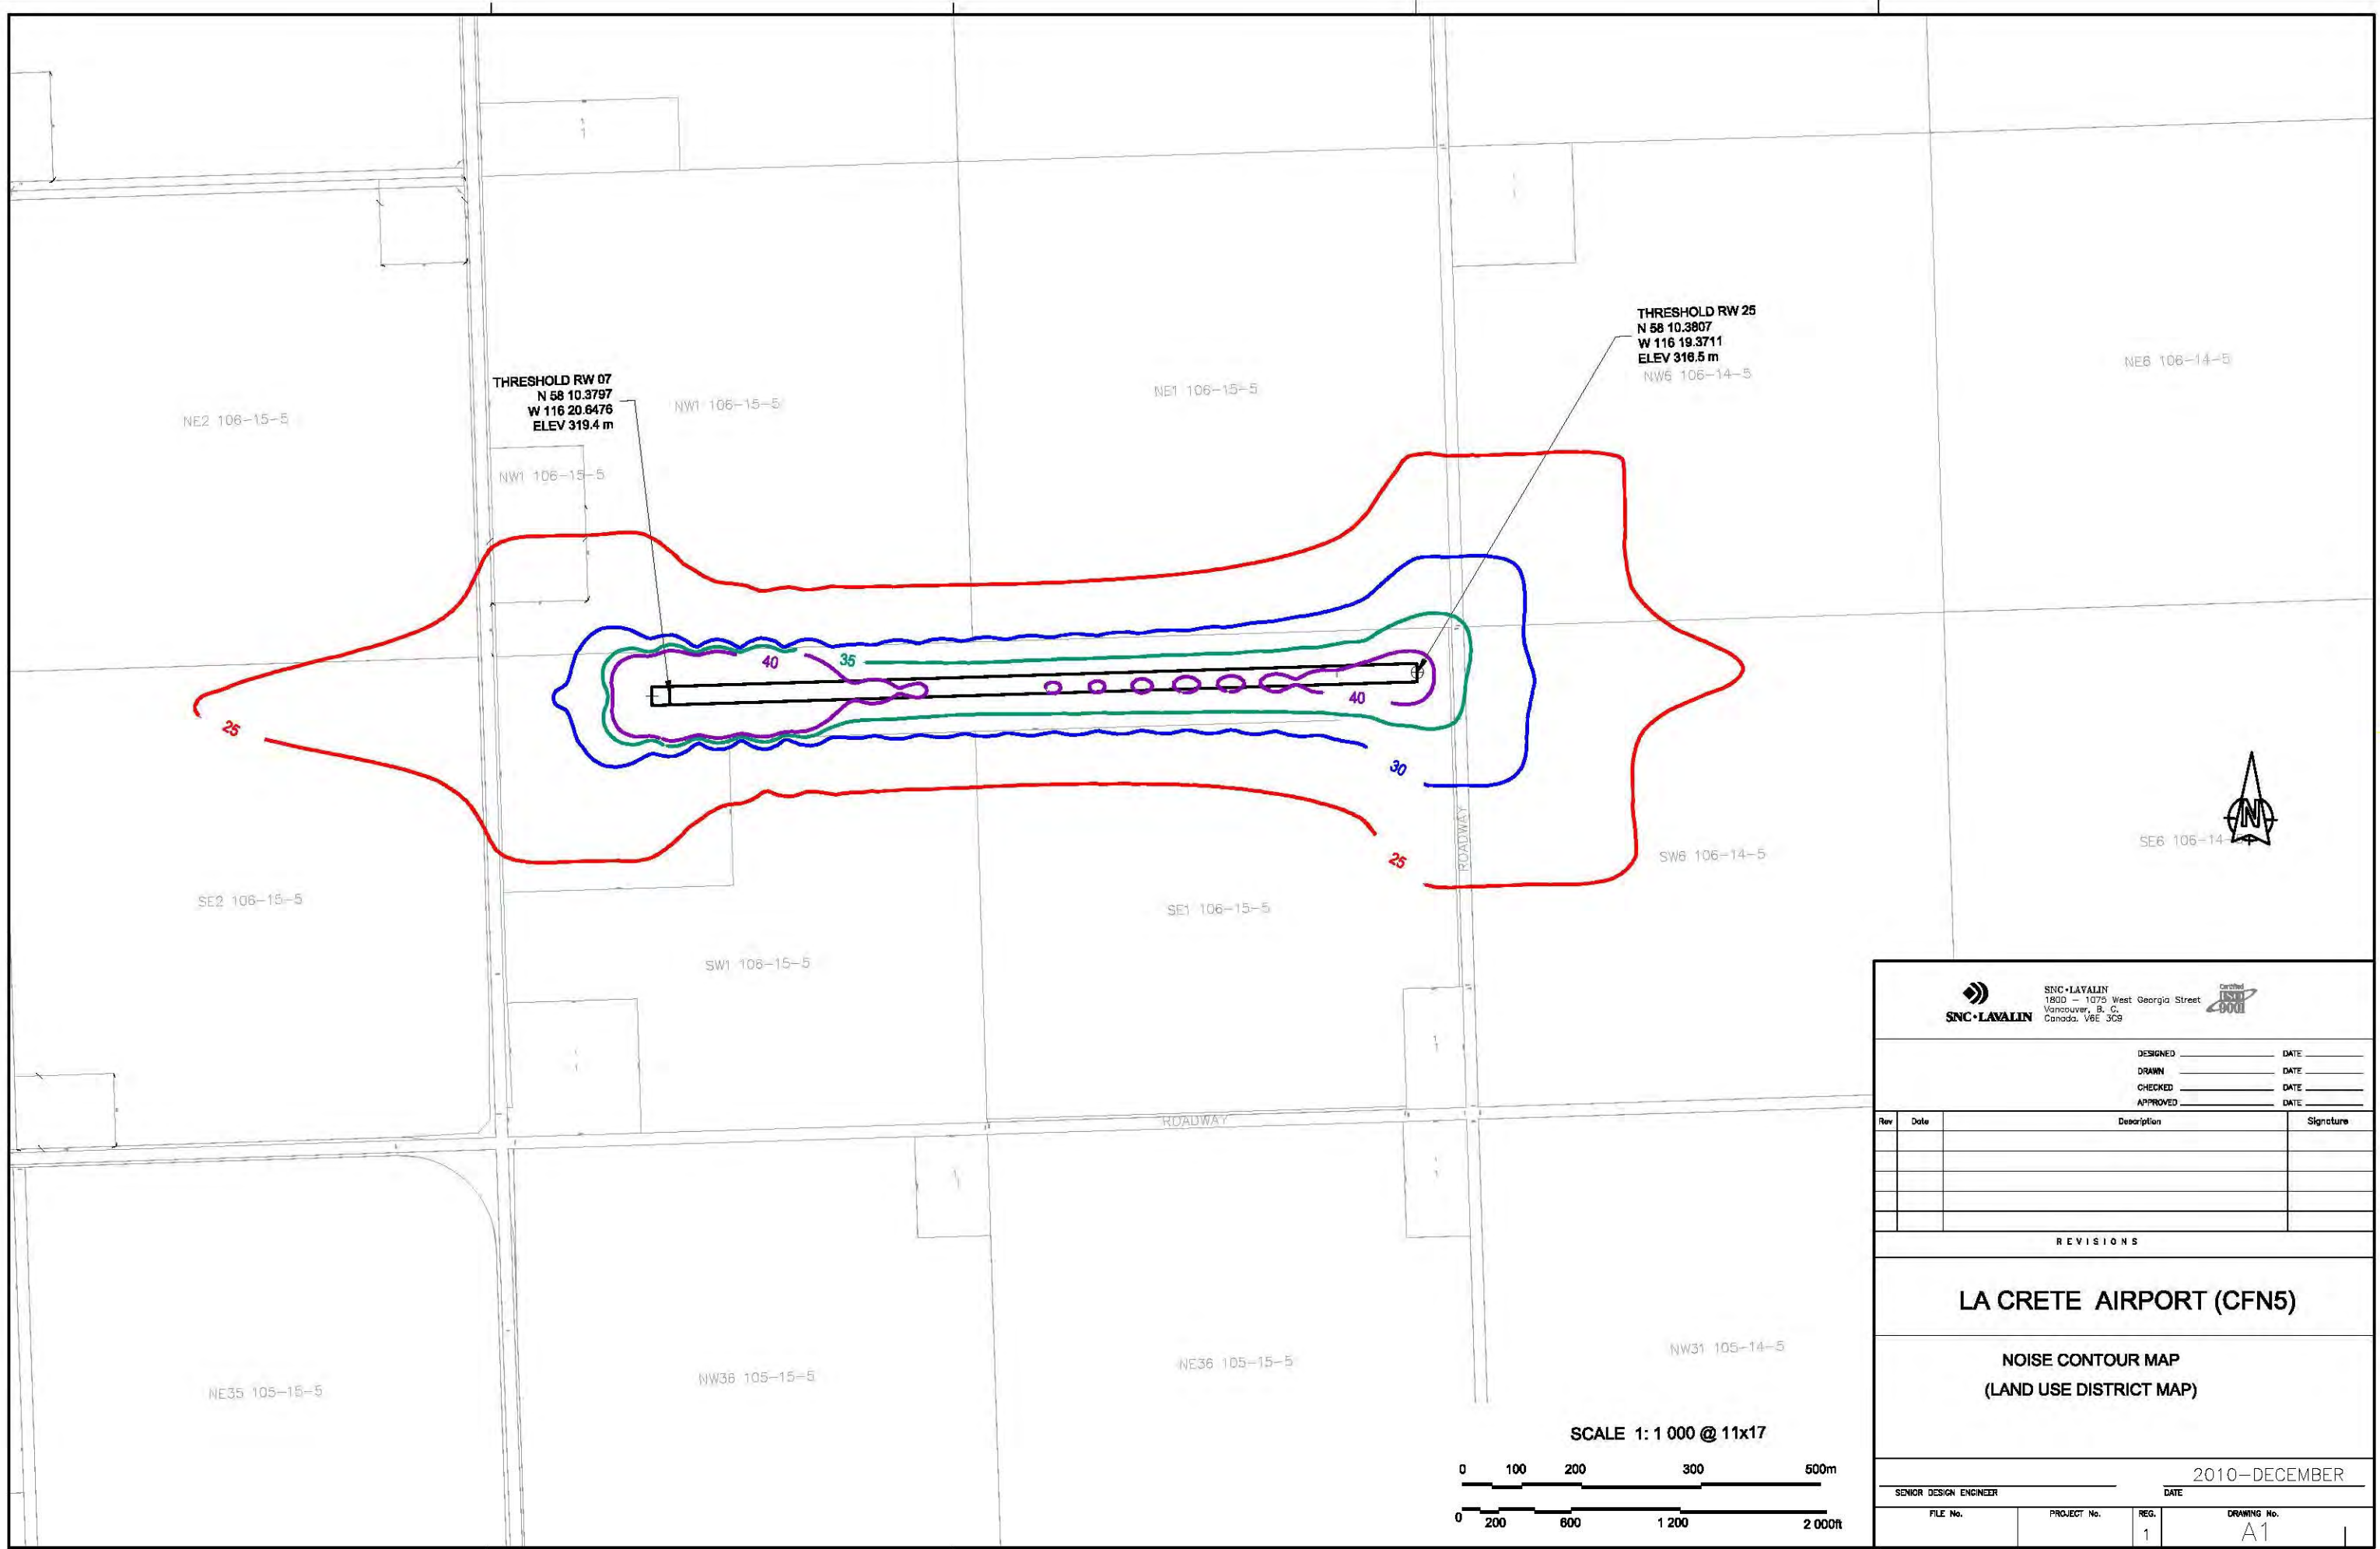 THRESHOLD RW 25
N 58 10.3807
W 116 19.3711
ELEV 316.5 m
NW6 106-14-5
NE6 106-14-5
THRESHOLD RW 07
N 58 10.3797
W 116 20.6476
ELEV 319.4 m
NW1 106-15-5
NE1 106-15-5
NE2 106-15-5
NW1 106-15-5
40
35
25
40
30
25
ROADWAY
N
SW6 106-14-5
SE6 106-14-
SE2 106-15-5
SE1 106-15-5
SW1 106-15-5
ROADWAY
NE35 105-15-5
NW36 105-15-5
NE36 105-15-5
NW31 105-14-5
SCALE 1: 1 000 @ 11x17
0 100 200 300 500m
0 200 600 1 200 2 000ft
SNC•LAVALIN
SNC•LAVALIN
1800 - 1075 West Georgia Street
Vancouver, B. C.
Canada. V6E 3C9
Certified
ISO
9001
DESIGNED DATE
DRAWN DATE
CHECKED DATE
APPROVED DATE
Rev Date Description Signature
REVISIONS
LA CRETE AIRPORT (CFN5)
NOISE CONTOUR MAP
(LAND USE DISTRICT MAP)
2010-DECEMBER
SENIOR DESIGN ENGINEER DATE
FILE No. PROJECT No. REG. DRAWING No.
1 A1